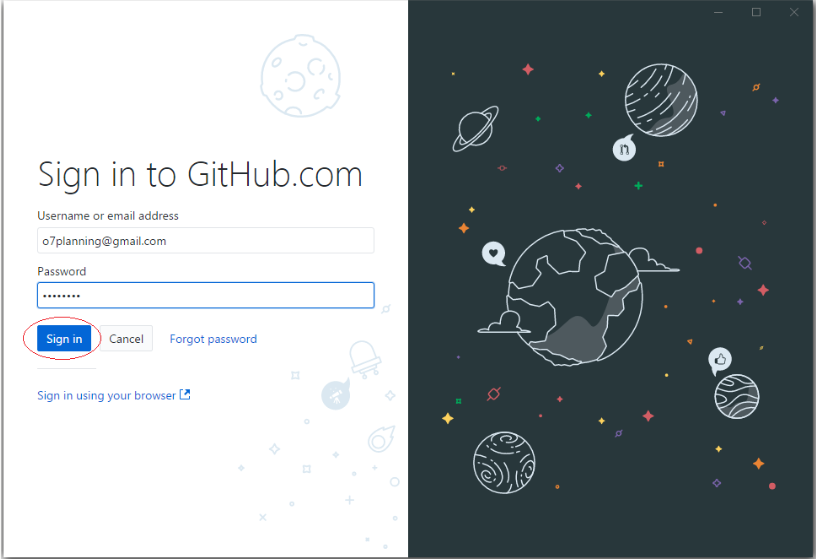 Sign in to GitHub.com
Username or email address
o7planning@gmail.com
Password
••••••••
Sign in Cancel Forgot password
Sign in using your browser